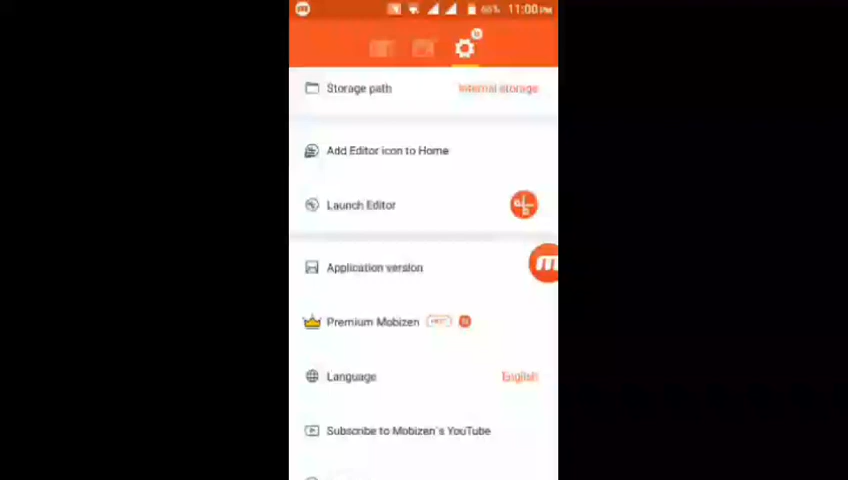 m 66% 11:00 PM
N
Storage path Internal storage
Add Editor icon to Home
Launch Editor
Application version
m
Premium Mobizen N
Language English
Subscribe to Mobizen`s YouTube